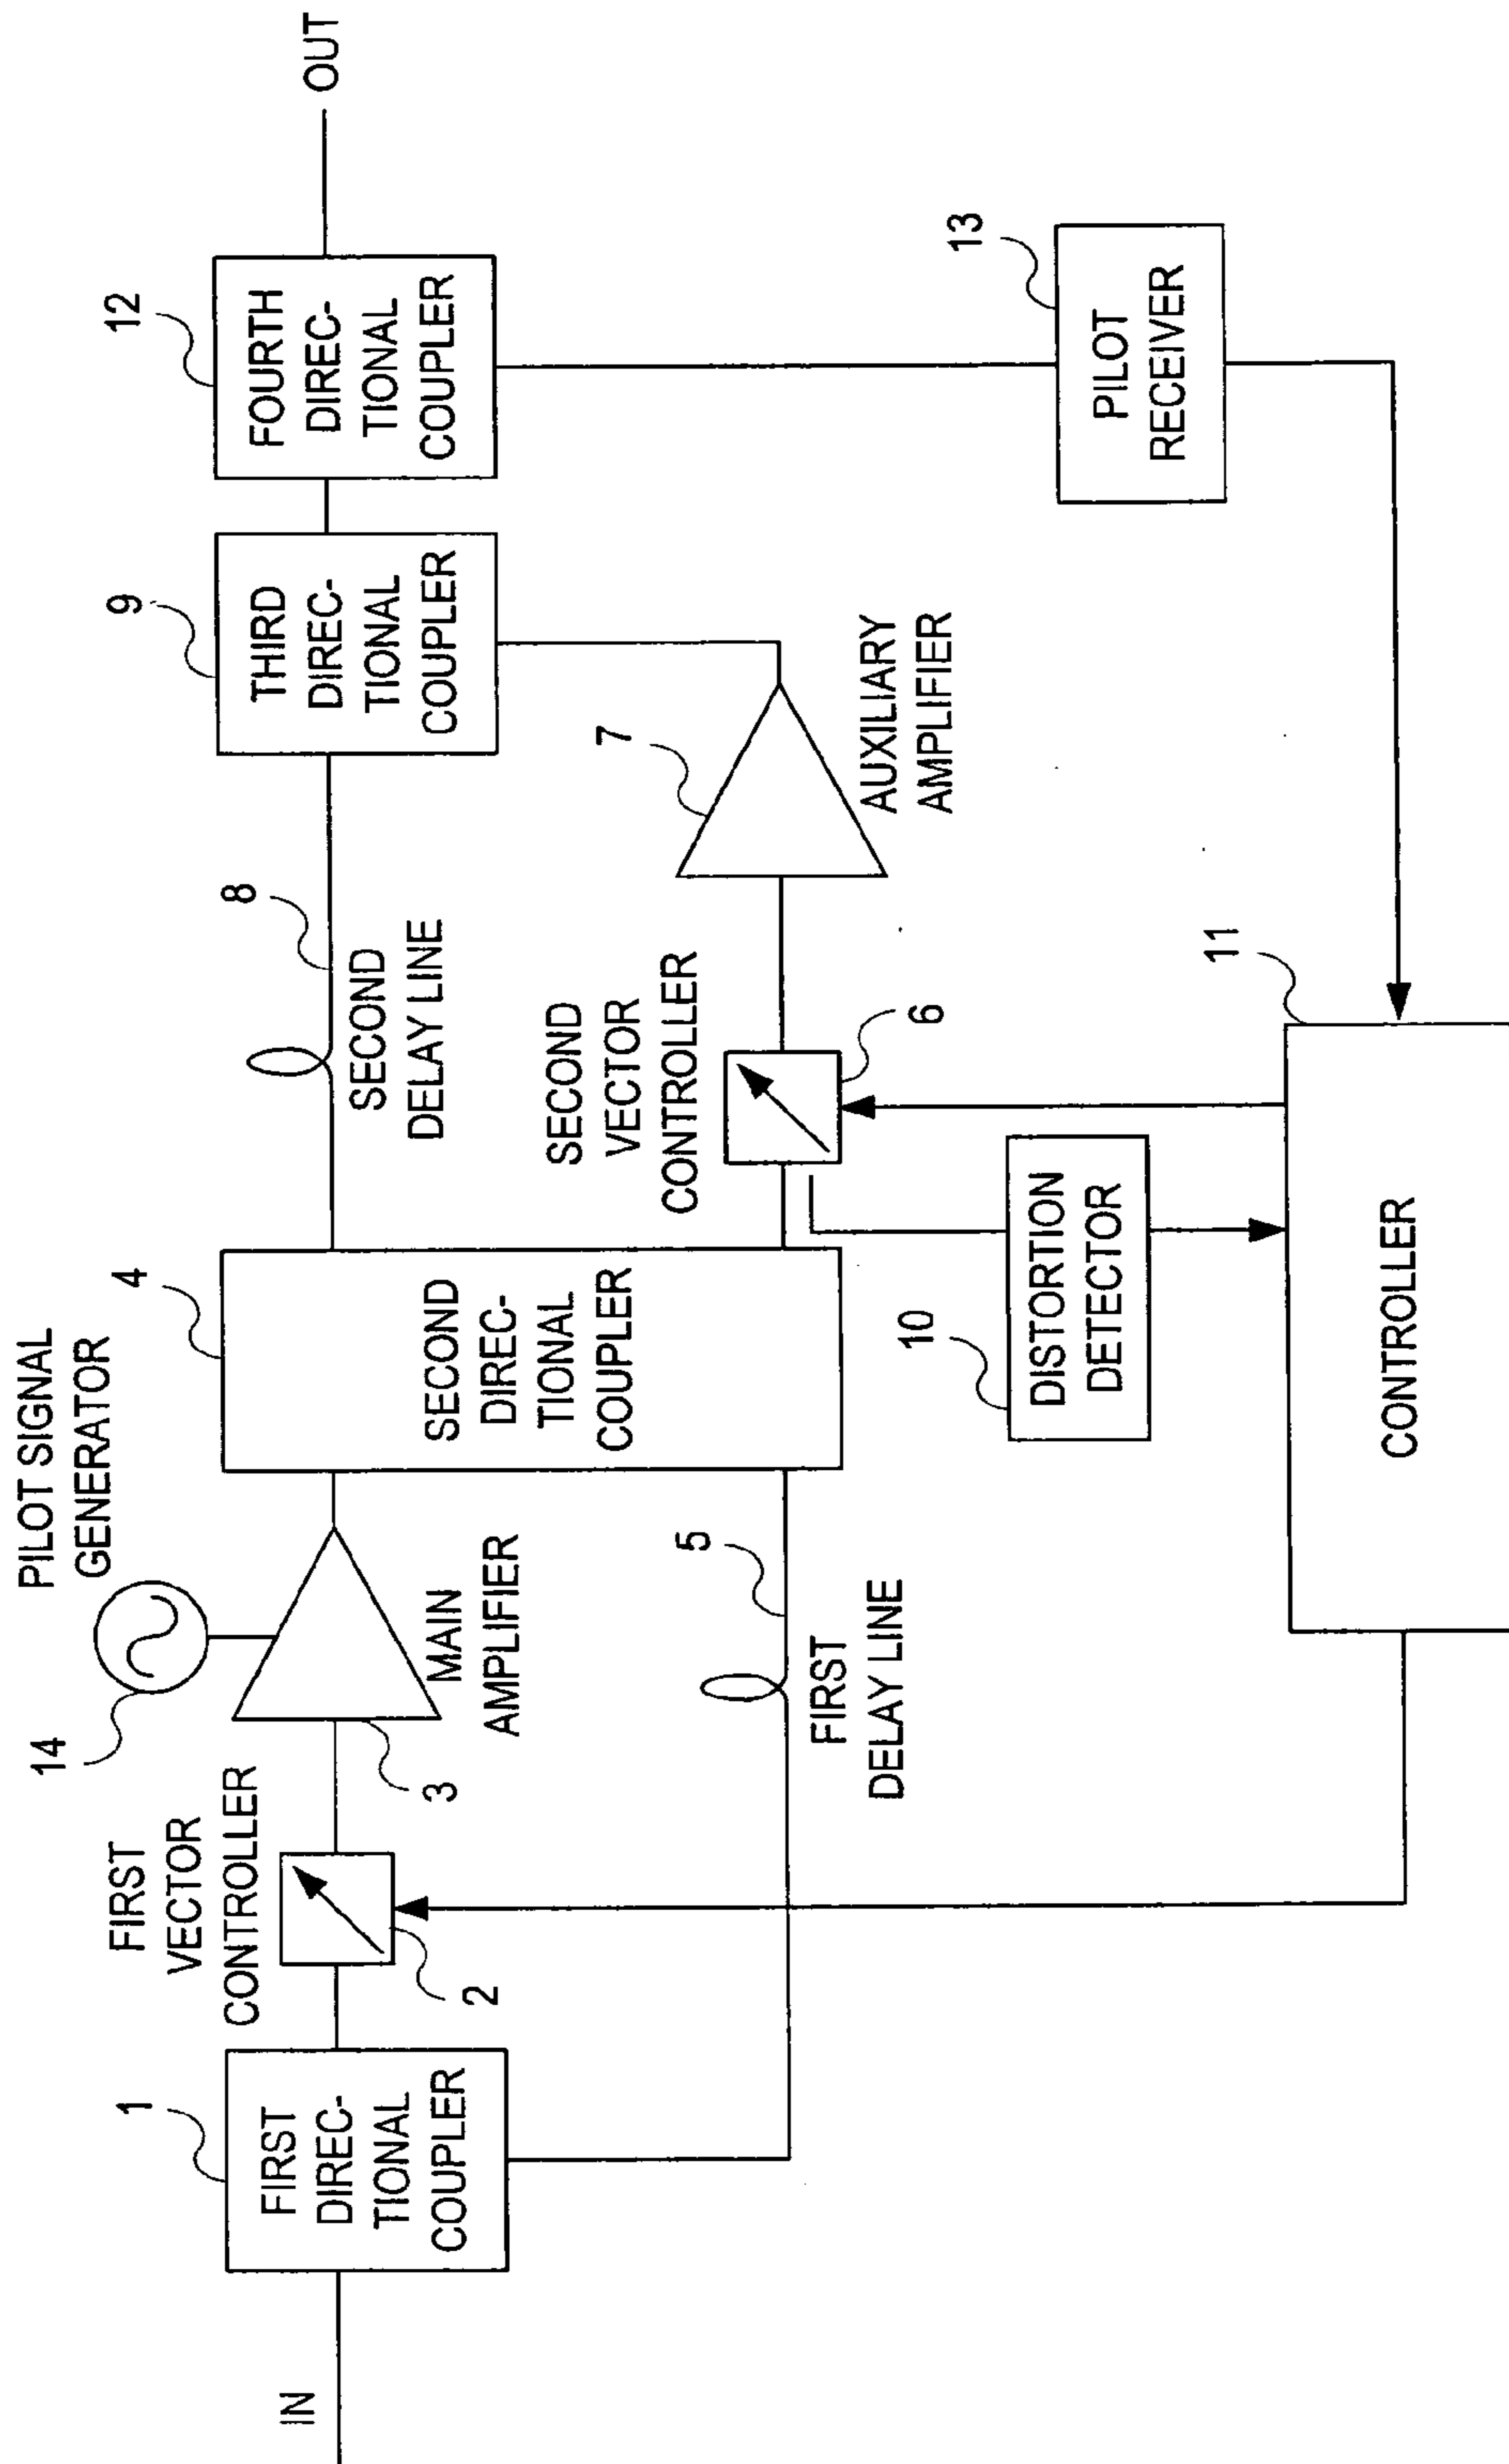 IN
1
FIRST
DIREC-
TIONAL
COUPLER
FIRST
VECTOR
CONTROLLER
2
14
PILOT SIGNAL
GENERATOR
3
MAIN
AMPLIFIER
FIRST
DELAY LINE
5
4
SECOND
DIREC-
TIONAL
COUPLER
SECOND
DELAY LINE
8
SECOND
VECTOR
CONTROLLER
6
7
AUXILIARY
AMPLIFIER
9
THIRD
DIREC-
TIONAL
COUPLER
12
FOURTH
DIREC-
TIONAL
COUPLER
OUT
10
DISTORTION
DETECTOR
11
CONTROLLER
13
PILOT
RECEIVER